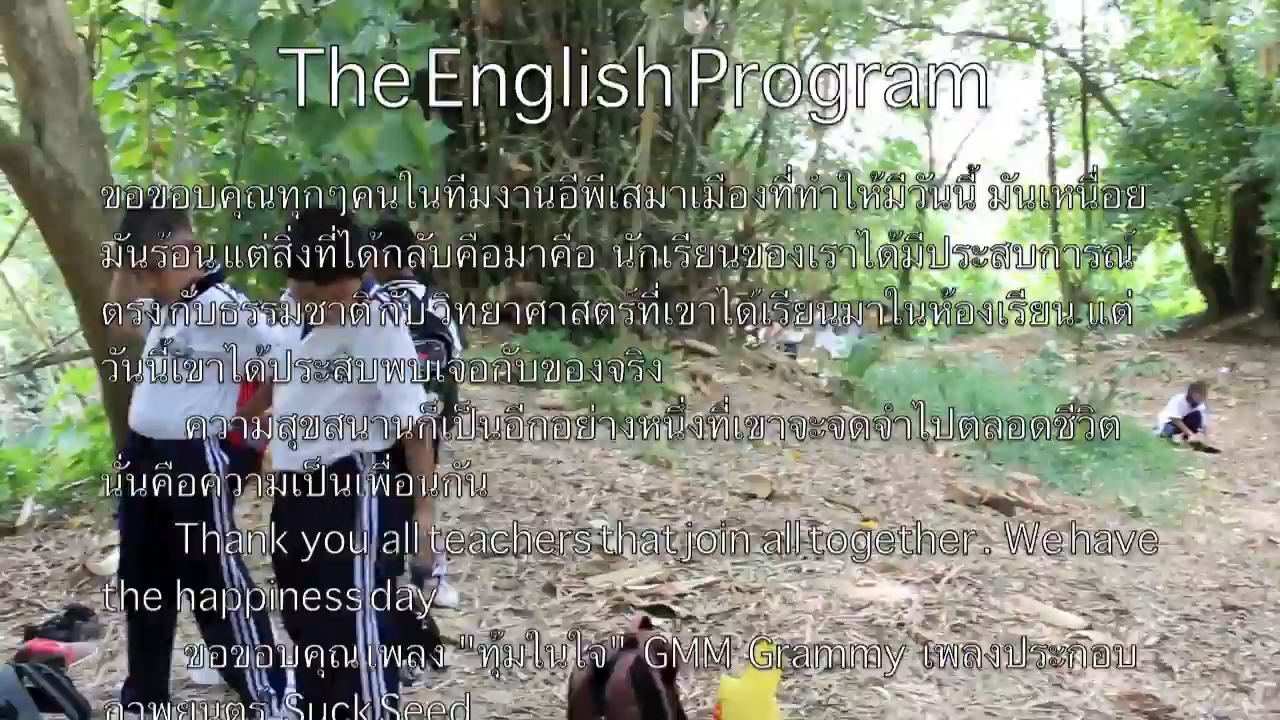 The English Program
ขอขอบคุณทุกๆคนในทีมงานอีพีเสมาเมืองที่ทำให้มีวันนี้ มันเหนื่อย
มันร้อน แต่สิ่งที่ได้กลับคือมาคือ นักเรียนของเราได้มีประสบการณ์
ตรงกับธรรมชาติกับวิทยาศาสตร์ที่เขาได้เรียนมาในห้องเรียน แต่
วันนี้เขาได้ประสบพบเจอกับของจริง
ความสุขสนานก็เป็นอีกอย่างหนึ่งที่เขาจะจดจำไปตลอดชีวิต
นั่นคือความเป็นเพื่อนกัน
Thank you all teachers that join all together. We have
the happiness day
ขอขอบคุณ เพลง "ทุ้มในใจ" GMM Grammy เพลงประกอบ
ภาพยนตร์ SuckSeed